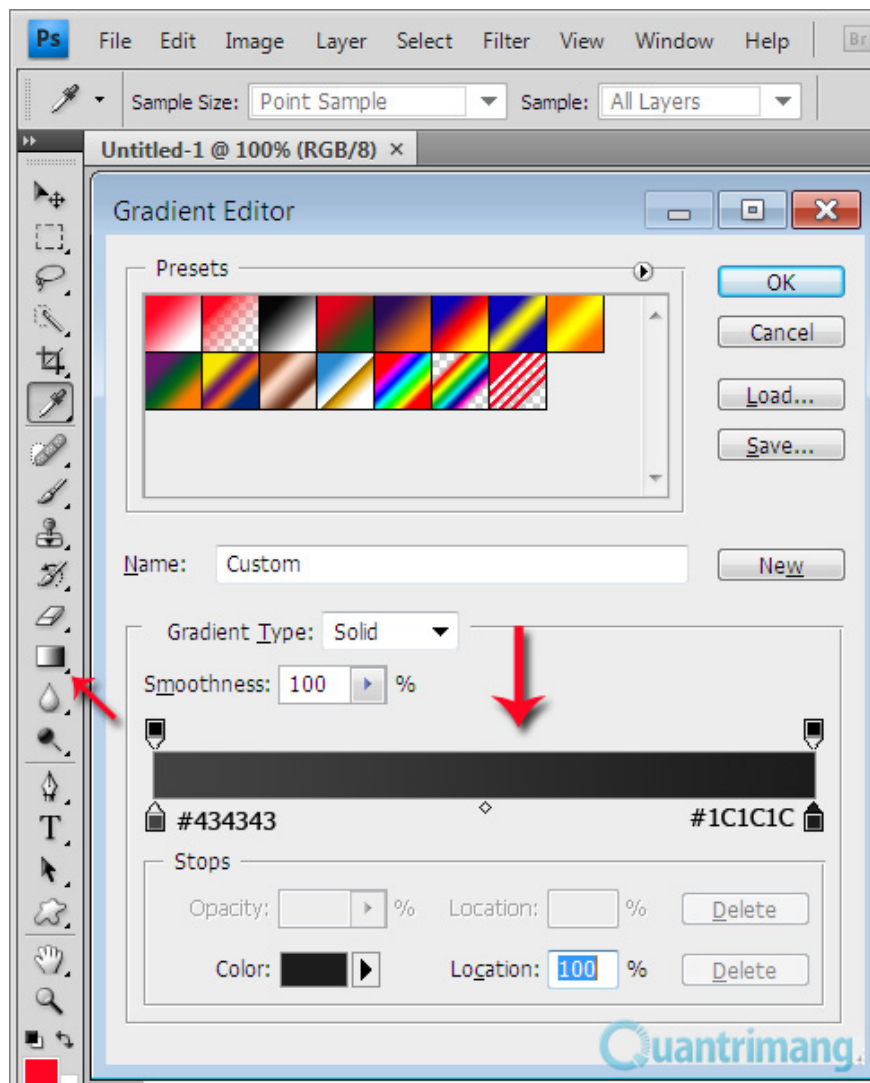 Ps File Edit Image Layer Select Filter View Window Help Br
Sample Size: Point Sample Sample: All Layers
Untitled-1 @ 100% (RGB/8) ×
Gradient Editor
Presets
OK
Cancel
Load...
Save...
Name: Custom New
Gradient Type: Solid
Smoothness: 100 %
#434343 #1C1C1C
Stops
Opacity: % Location: % Delete
Color: Location: 100 % Delete
Quantrimang